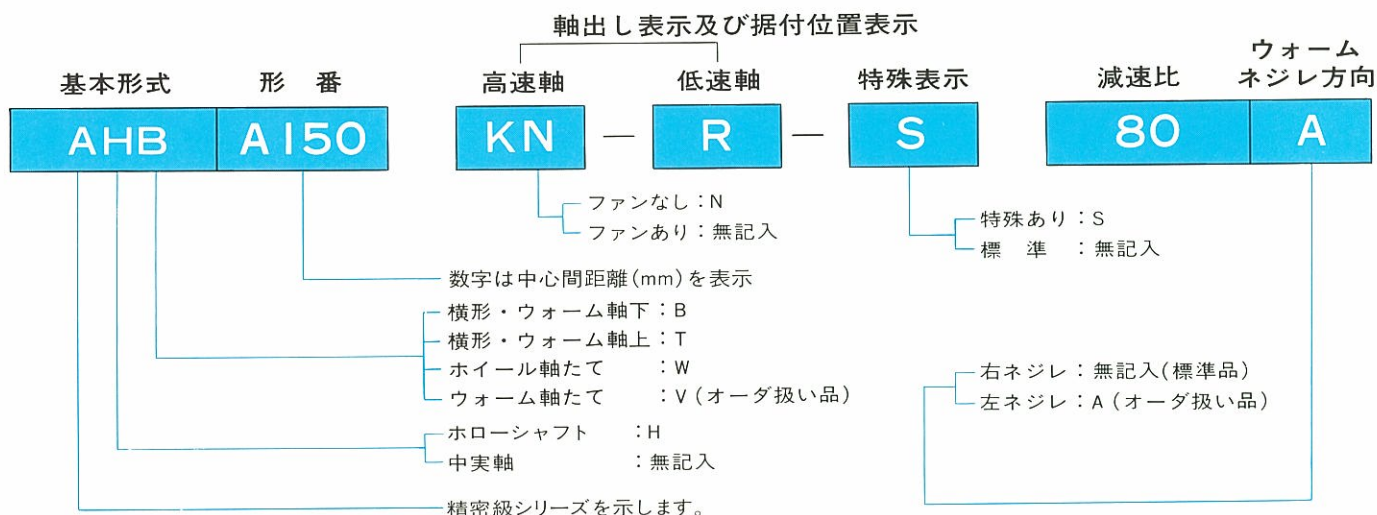 軸出し表示及び据付位置表示
基本形式 形 番 高速軸 低速軸 特殊表示 減速比 ウォーム
ネジレ方向
AHB A150 KN — R — S 80 A
ファンなし：N
ファンあり：無記入
特殊あり：S
標 準 ：無記入
数字は中心間距離(mm)を表示
横形・ウォーム軸下：B
横形・ウォーム軸上：T
ホイール軸たて ：W
ウォーム軸たて ：V(オーダ扱い品)
右ネジレ：無記入(標準品)
左ネジレ：A(オーダ扱い品)
ホローシャフト ：H
中実軸 ：無記入
精密級シリーズを示します。